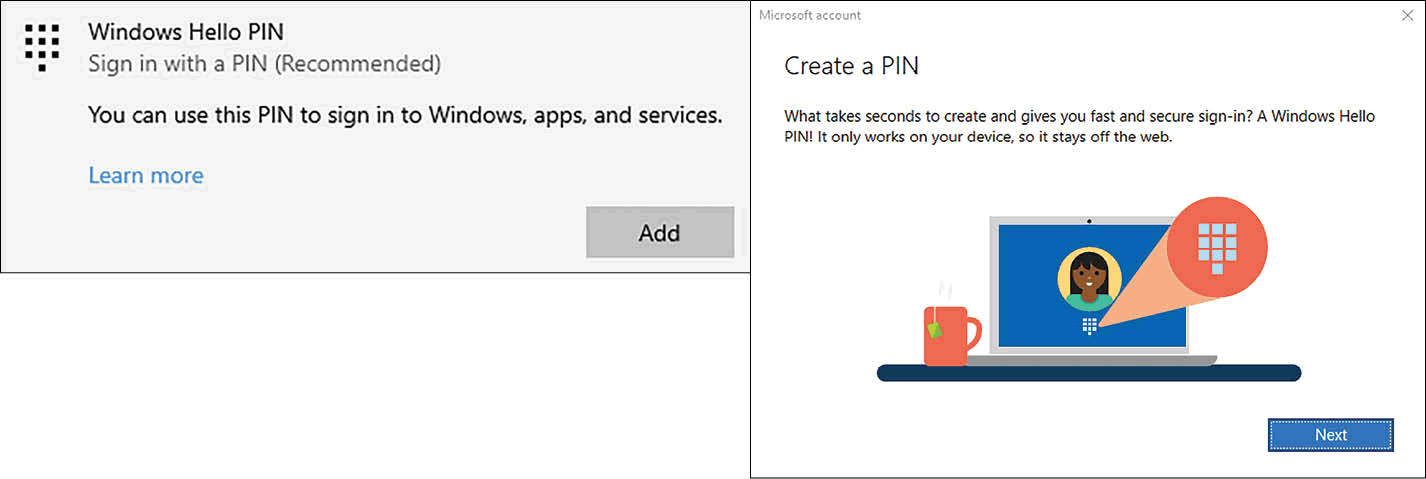 Windows Hello PIN
Sign in with a PIN (Recommended)
You can use this PIN to sign in to Windows, apps, and services.
Learn more
Add
Microsoft account
Create a PIN
What takes seconds to create and gives you fast and secure sign-in? A Windows Hello
PIN! It only works on your device, so it stays off the web.
Next